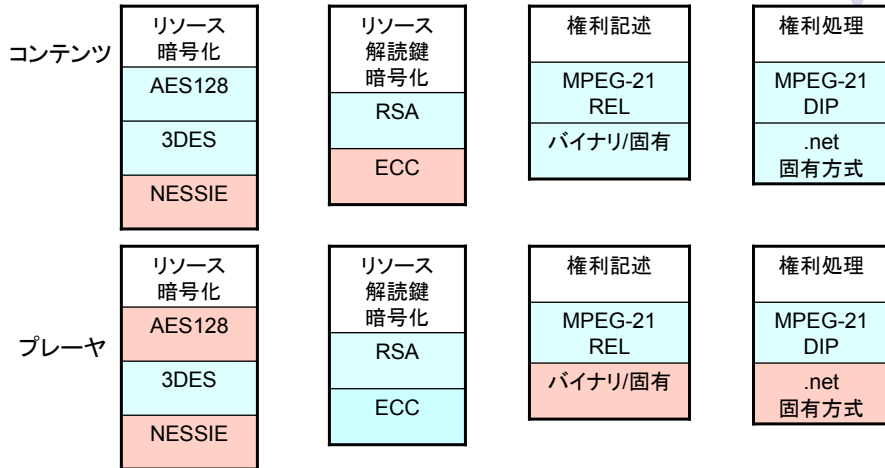 コンテンツ
リソース
暗号化
AES128
3DES
NESSIE
リソース
解読鍵
暗号化
RSA
ECC
権利記述
MPEG-21
REL
バイナリ/固有
権利処理
MPEG-21
DIP
.net
固有方式
プレーヤ
リソース
暗号化
AES128
3DES
NESSIE
リソース
解読鍵
暗号化
RSA
ECC
権利記述
MPEG-21
REL
バイナリ/固有
権利処理
MPEG-21
DIP
.net
固有方式